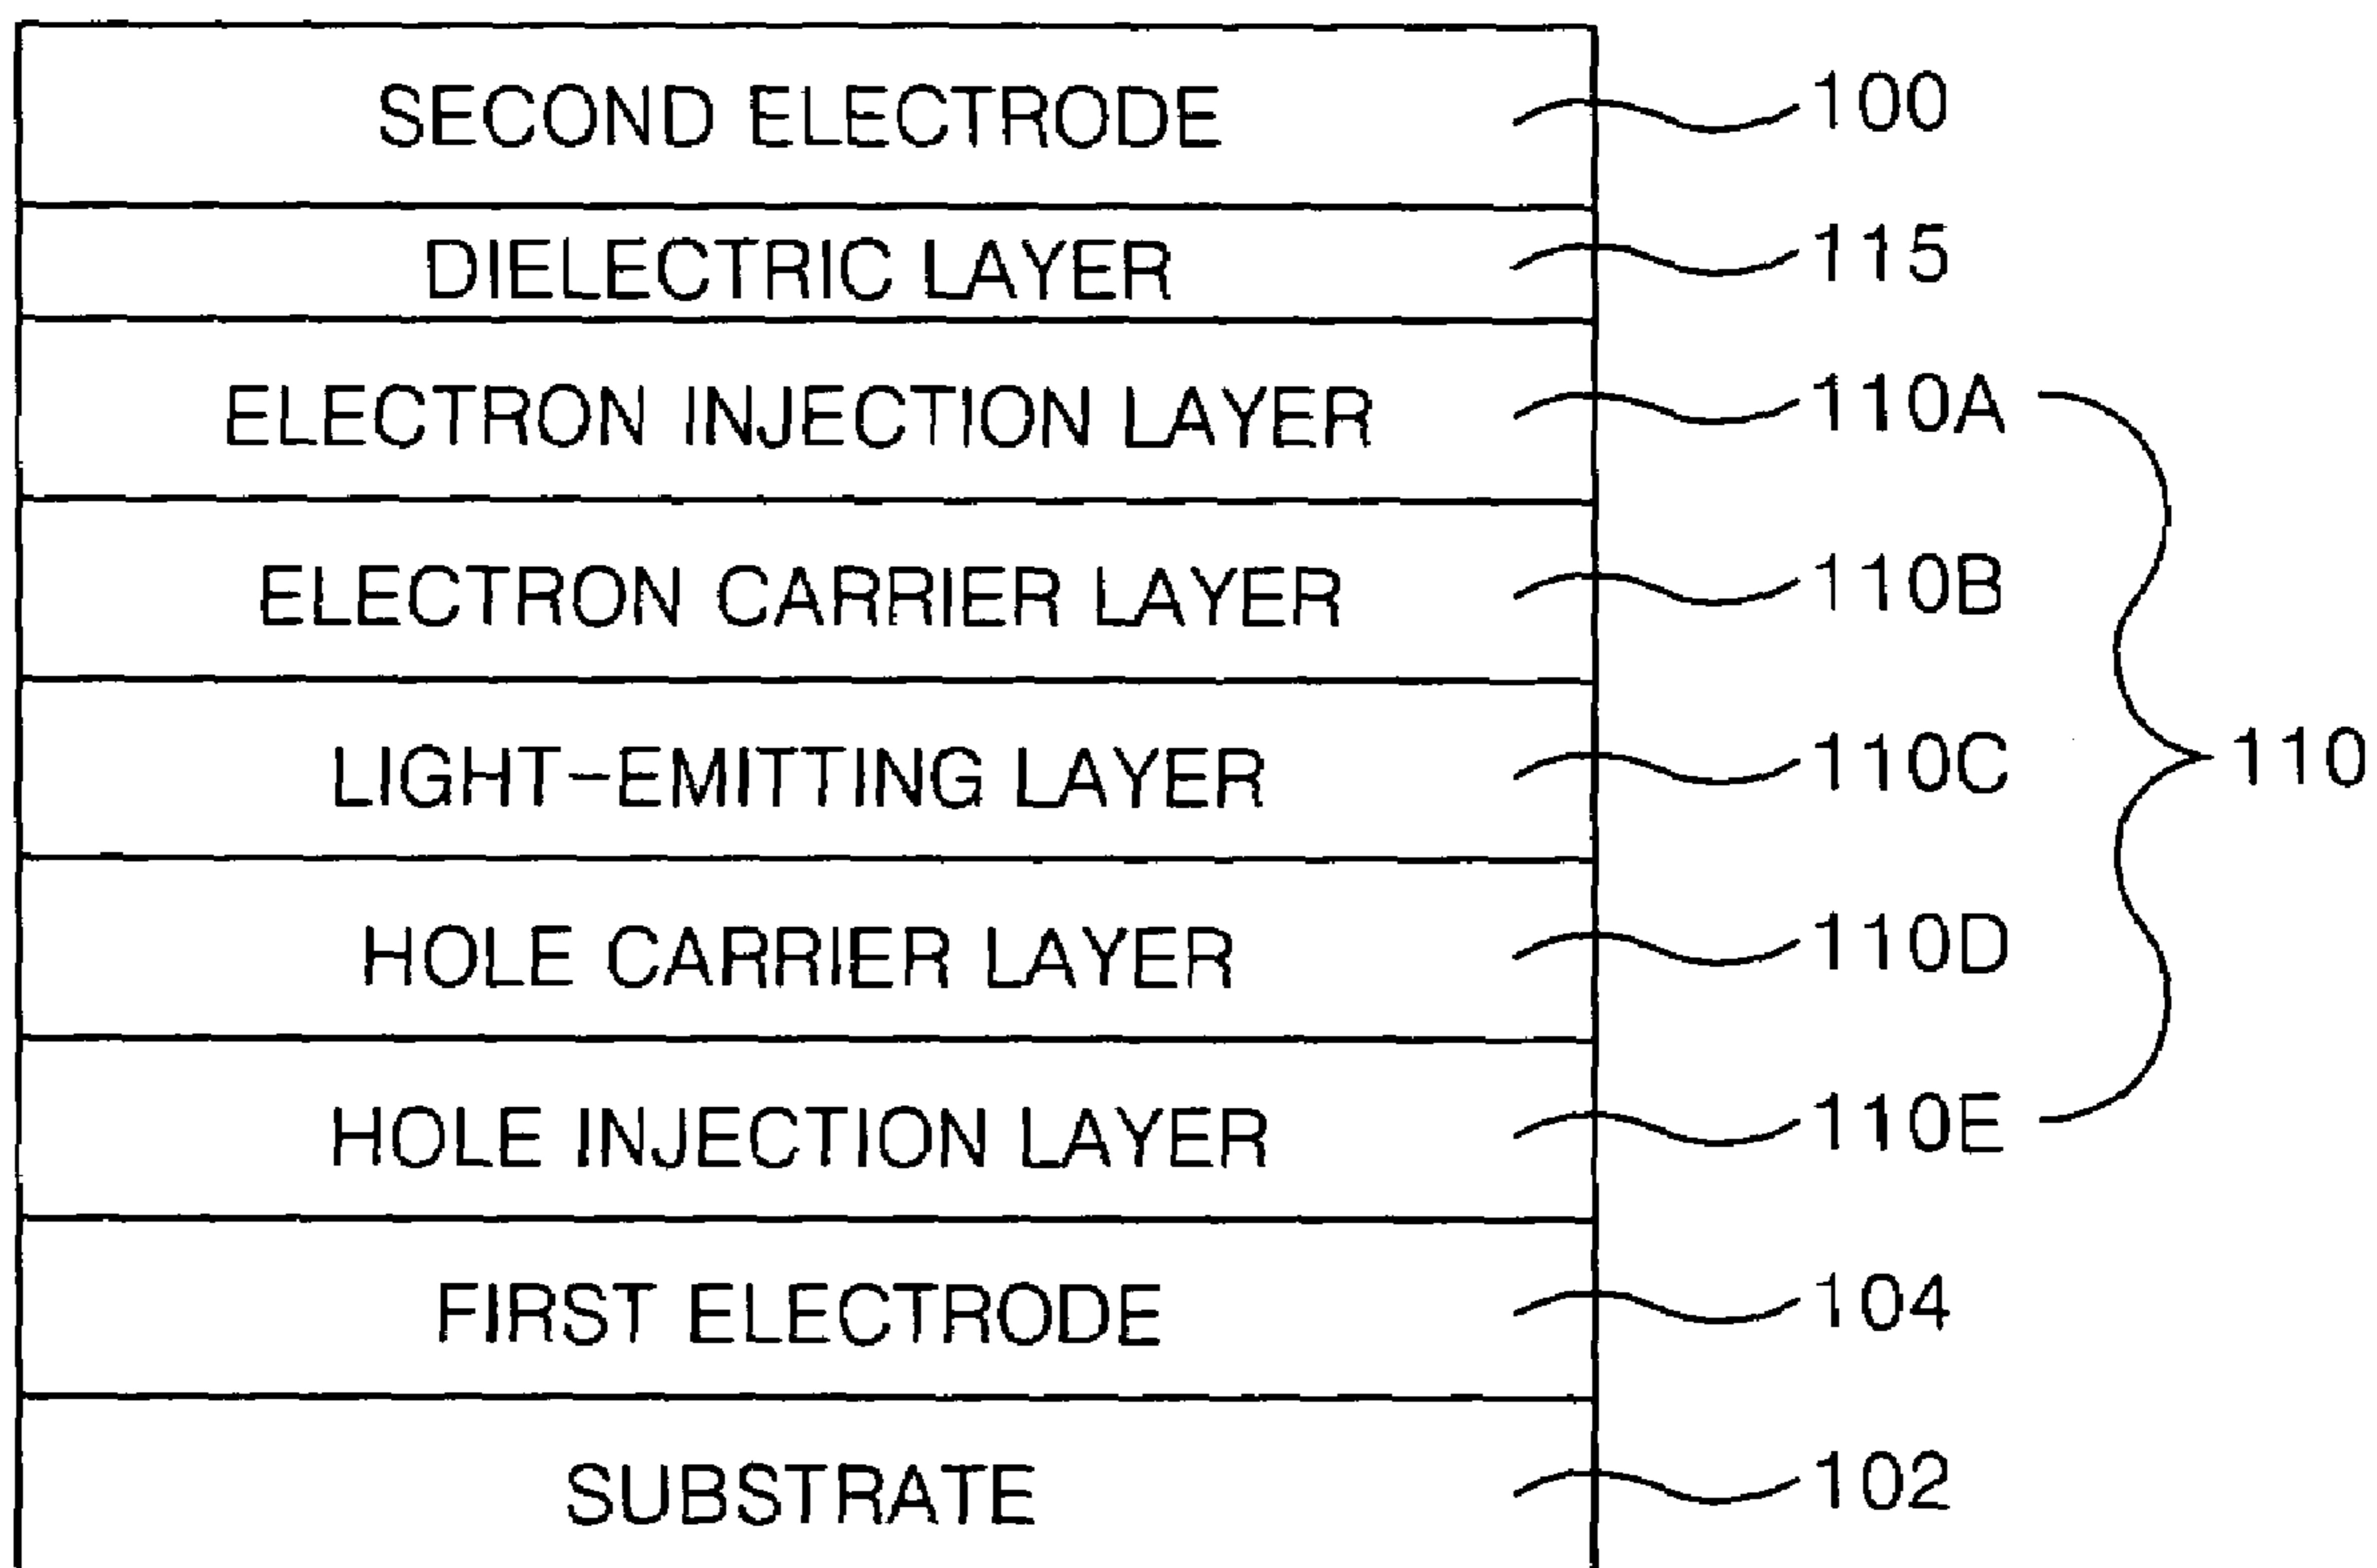 SECOND ELECTRODE 100
DIELECTRIC LAYER 115
ELECTRON INJECTION LAYER 110A
ELECTRON CARRIER LAYER 110B
LIGHT-EMITTING LAYER 110C
110
HOLE CARRIER LAYER 110D
HOLE INJECTION LAYER 110E
FIRST ELECTRODE 104
SUBSTRATE 102